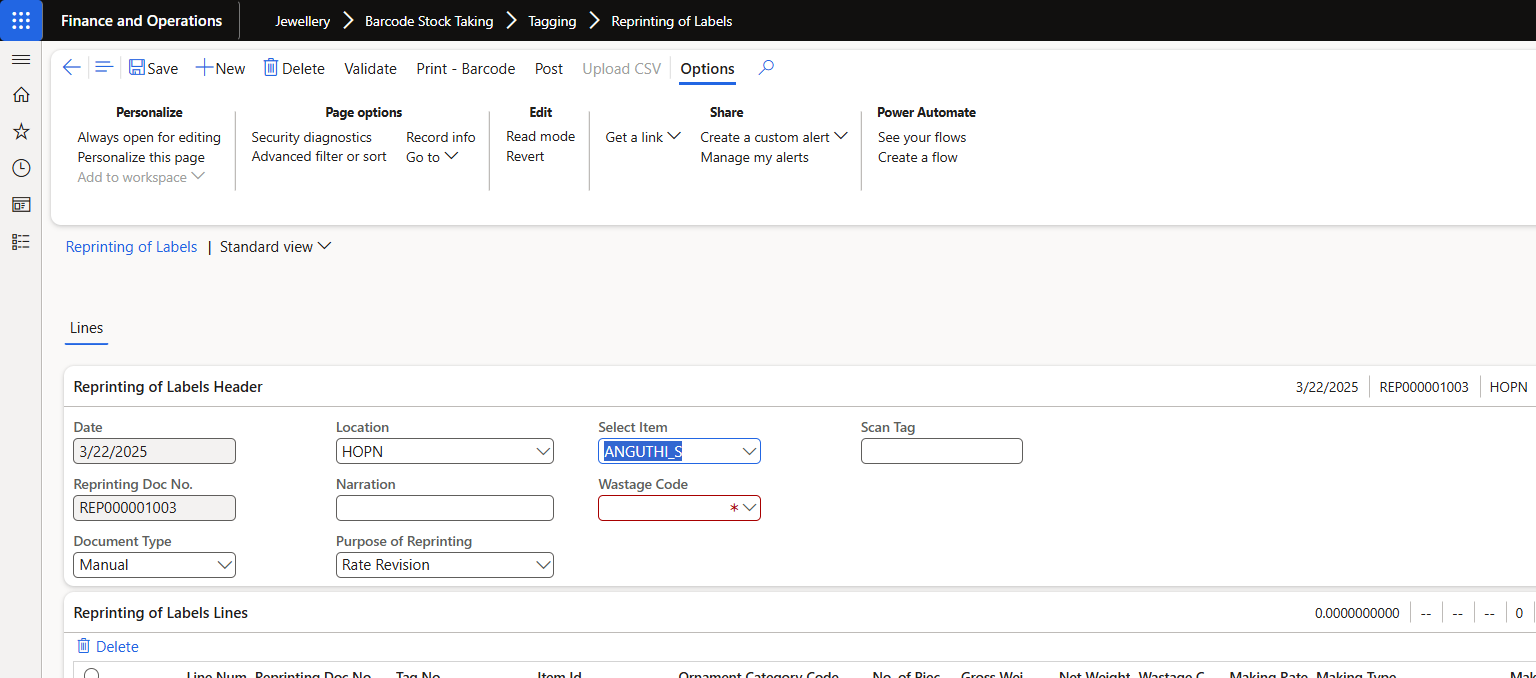 Finance and Operations Jewellery Barcode Stock Taking Tagging Reprinting of Labels
Save New Delete Validate Print - Barcode Post Upload CSV Options
Personalize Page options Edit Share Power Automate
Always open for editing Security diagnostics Record info Read mode Get a link Create a custom alert See your flows
Personalize this page Advanced filter or sort Go to Revert Manage my alerts Create a flow
Add to workspace
Reprinting of Labels | Standard view
Lines
Reprinting of Labels Header 3/22/2025 REP000001003 HOPN
Date Location Select Item Scan Tag
3/22/2025 HOPN ANGUTHI_S
Reprinting Doc No. Narration Wastage Code
REP000001003 *
Document Type Purpose of Reprinting
Manual Rate Revision
Reprinting of Labels Lines 0.0000000000 -- -- -- 0
Delete
Line Num Reprinting Doc No. Tag No. Item Id Ornament Category Code No. of Piec Gross Wei Net Weight Wastage C Making Rate Making Type Mak